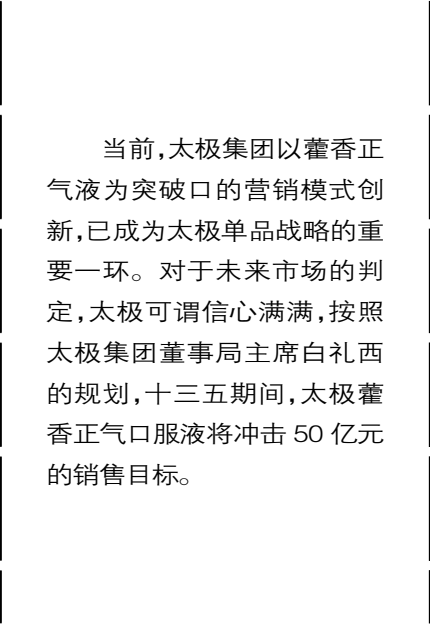 当前,太极集团以藿香正
气液为突破口的营销模式创
新,已成为太极单品战略的重
要一环。对于未来市场的判
定,太极可谓信心满满,按照
太极集团董事局主席白礼西
的规划,十三五期间,太极藿
香正气口服液将冲击 50 亿元
的销售目标。